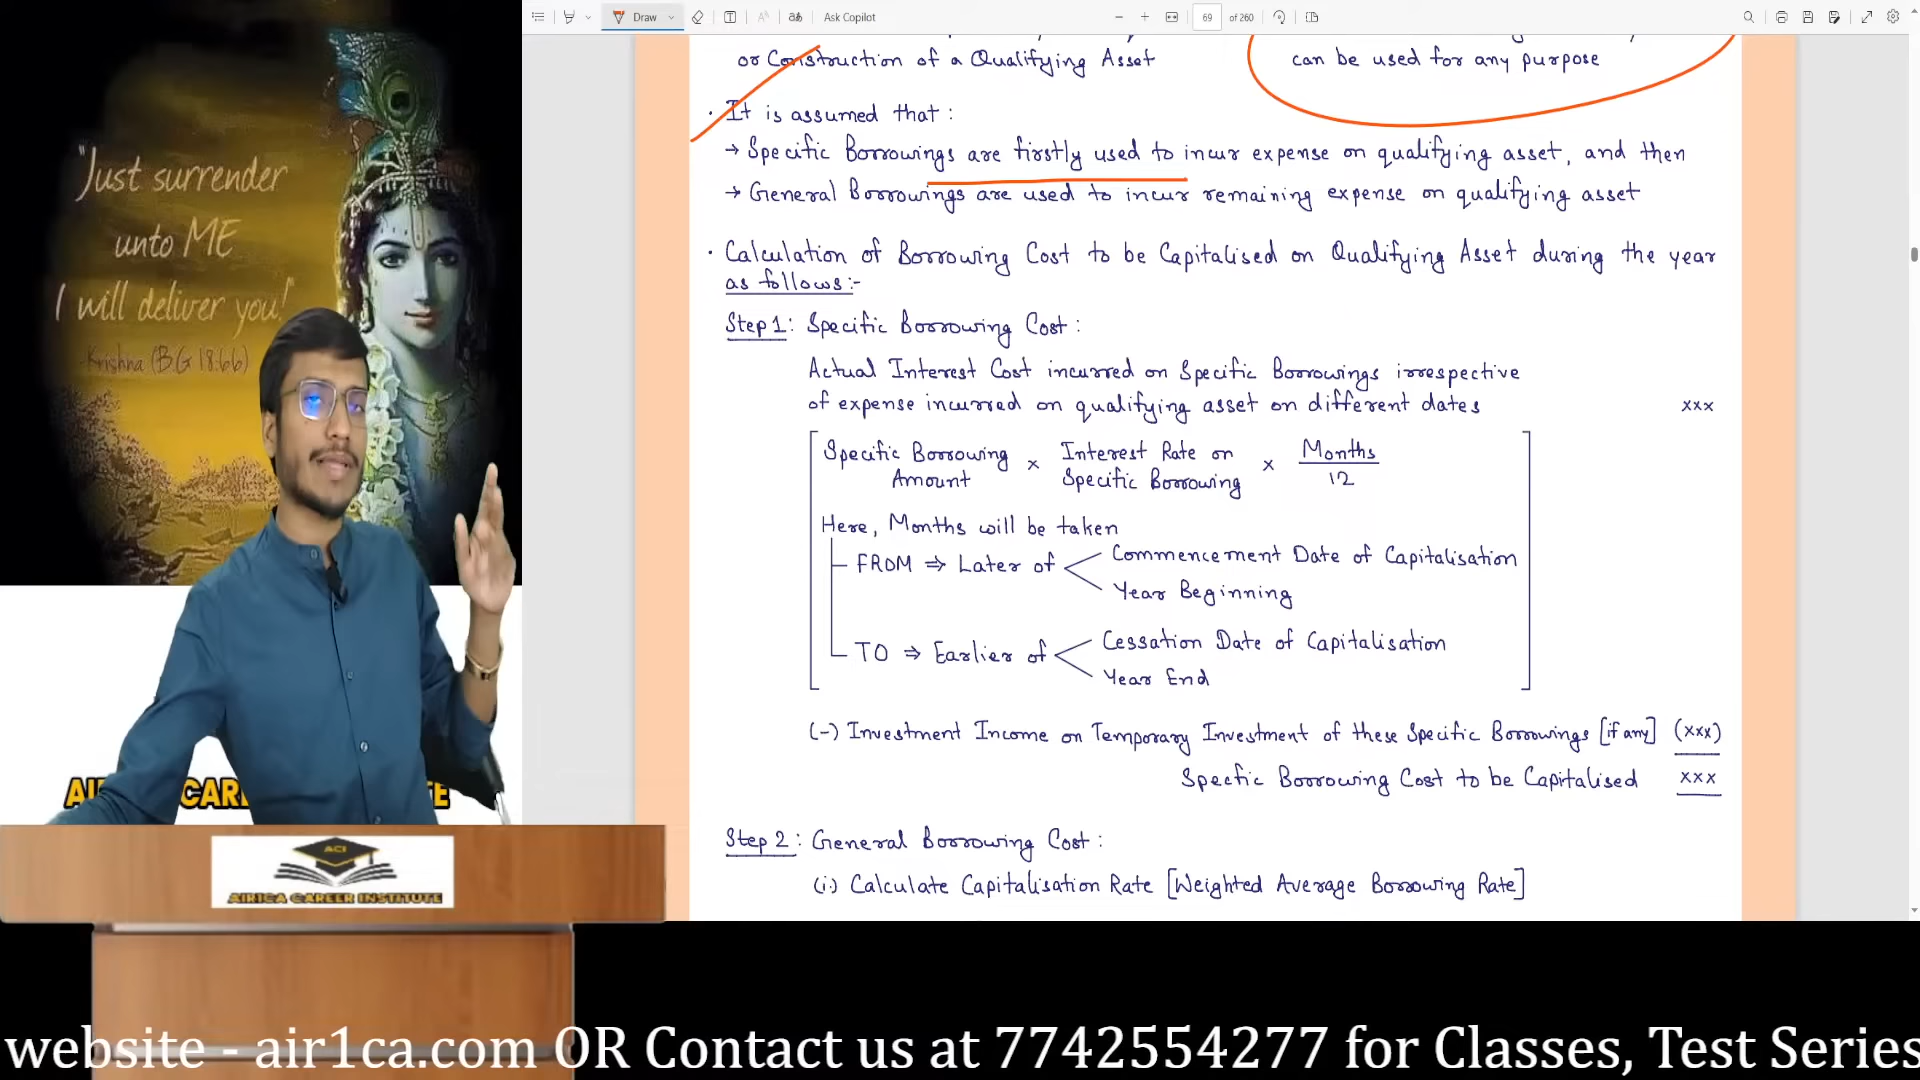 Draw
Ask Copilot
69
of 260
or Construction of a Qualifying Asset
can be used for any purpose
• It is assumed that :
→ Specific Borrowings are firstly used to incur expense on qualifying asset, and then
→ General Borrowings are used to incur remaining expense on qualifying asset
• Calculation of Borrowing Cost to be Capitalised on Qualifying Asset during the year
as follows :-
Step 1 : Specific Borrowing Cost :
Actual Interest Cost incurred on Specific Borrowings irrespective
of expense incurred on qualifying asset on different dates xxx
Specific Borrowing Amount × Interest Rate on Specific Borrowing × Months / 12
Here, Months will be taken
FROM ⇒ Later of
Commencement Date of Capitalisation
Year Beginning
TO ⇒ Earlier of
Cessation Date of Capitalisation
Year End
(-) Investment Income on Temporary Investment of these Specific Borrowings [if any] (xxx)
Specfic Borrowing Cost to be Capitalised xxx
Step 2 : General Borrowing Cost :
(i) Calculate Capitalisation Rate [Weighted Average Borrowing Rate]
"Just surrender
unto ME
I will deliver you!"
-Krishna (B.G 18:66)
ACI
AIR1CA CAREER INSTITUTE
website - air1ca.com OR Contact us at 7742554277 for Classes, Test Series